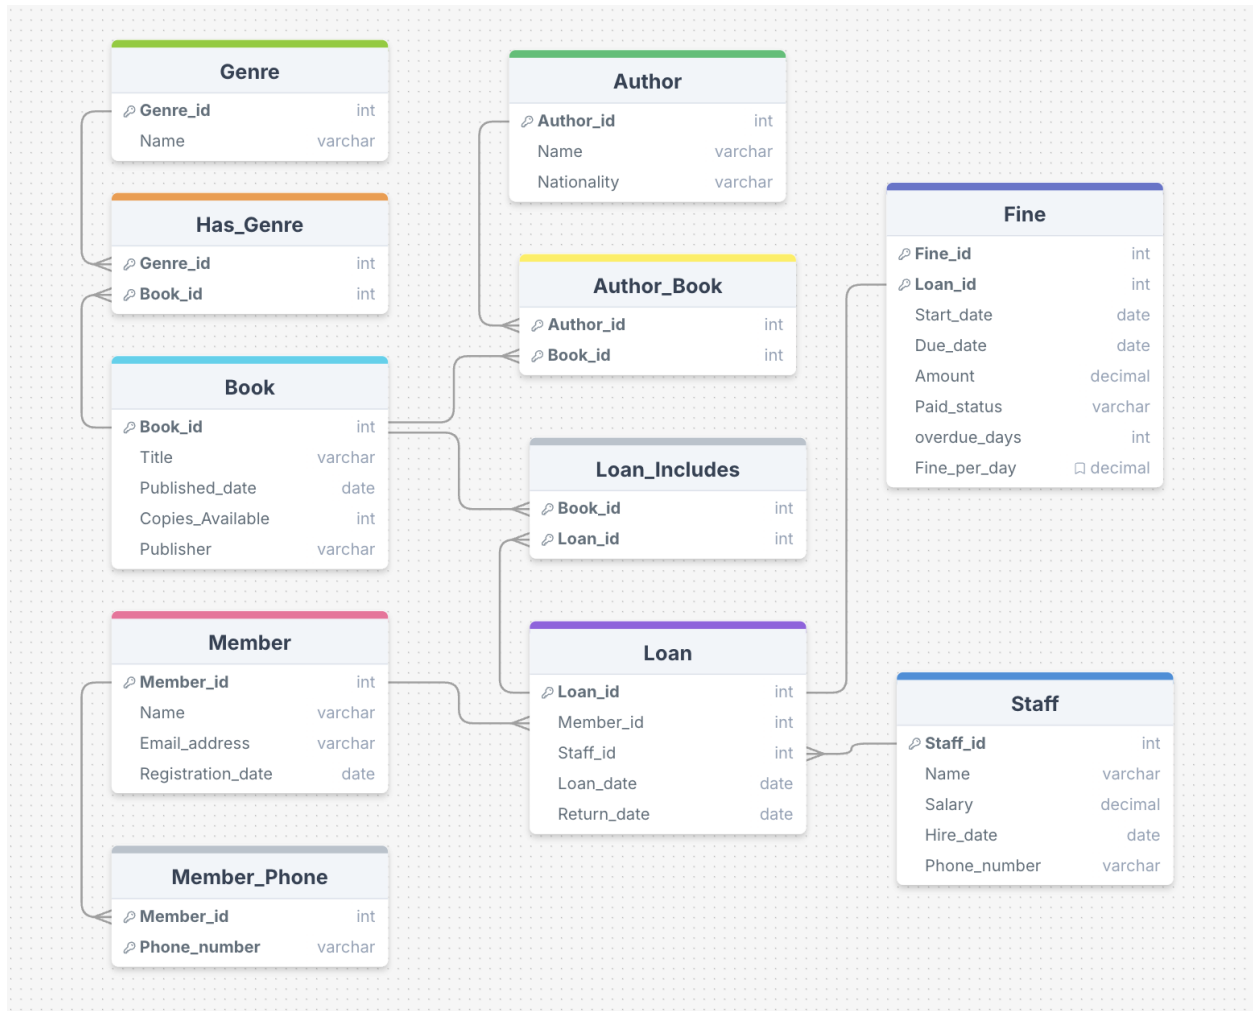 Genre
Genre_id int
Name varchar
Has_Genre
Genre_id int
Book_id int
Book
Book_id int
Title varchar
Published_date date
Copies_Available int
Publisher varchar
Member
Member_id int
Name varchar
Email_address varchar
Registration_date date
Member_Phone
Member_id int
Phone_number varchar
Author
Author_id int
Name varchar
Nationality varchar
Author_Book
Author_id int
Book_id int
Loan_Includes
Book_id int
Loan_id int
Loan
Loan_id int
Member_id int
Staff_id int
Loan_date date
Return_date date
Fine
Fine_id int
Loan_id int
Start_date date
Due_date date
Amount decimal
Paid_status varchar
overdue_days int
Fine_per_day decimal
Staff
Staff_id int
Name varchar
Salary decimal
Hire_date date
Phone_number varchar